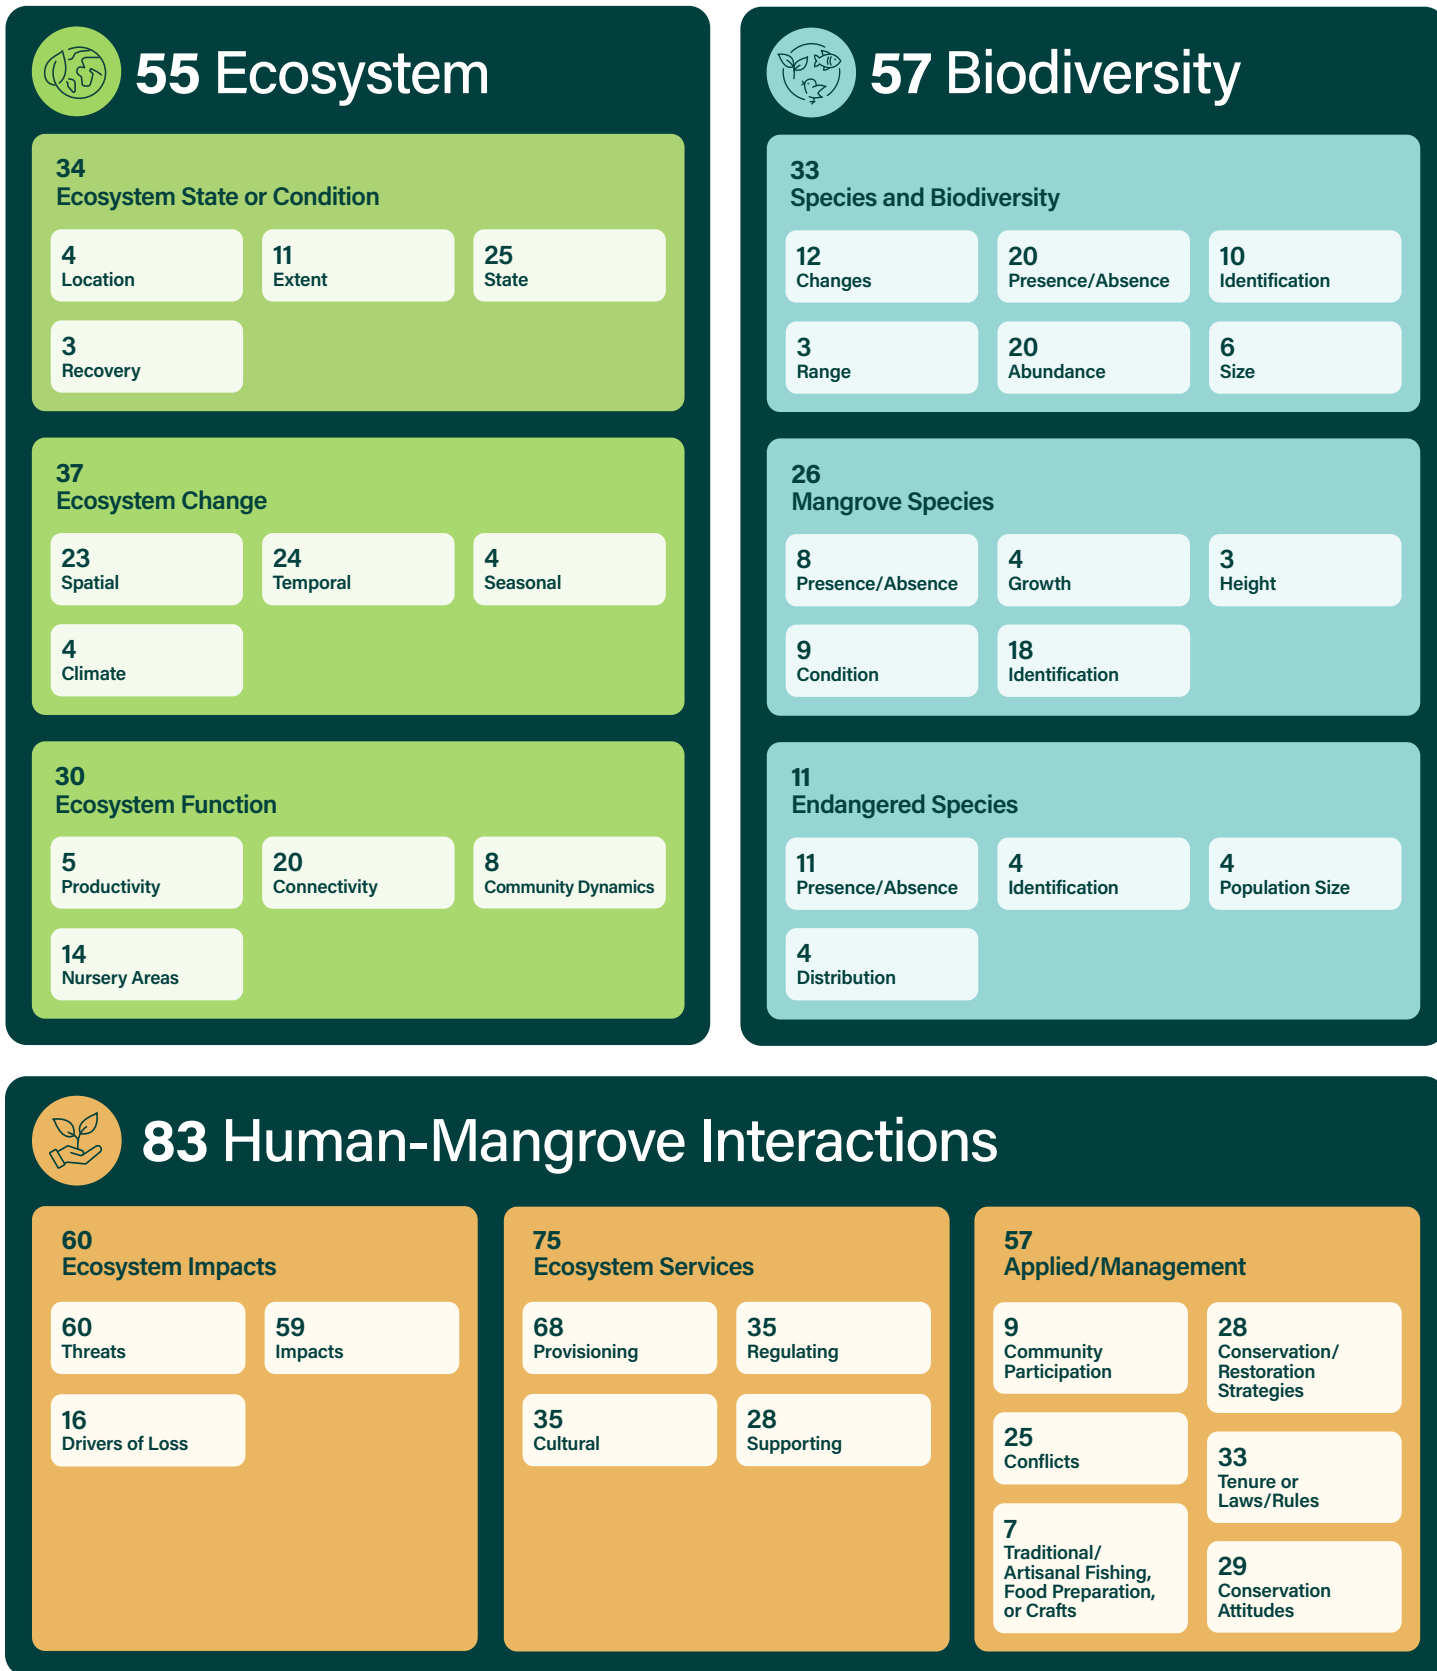 55 Ecosystem
34
Ecosystem State or Condition
4
Location
11
Extent
25
State
3
Recovery
37
Ecosystem Change
23
Spatial
24
Temporal
4
Seasonal
4
Climate
30
Ecosystem Function
5
Productivity
20
Connectivity
8
Community Dynamics
14
Nursery Areas
57 Biodiversity
33
Species and Biodiversity
12
Changes
20
Presence/Absence
10
Identification
3
Range
20
Abundance
6
Size
26
Mangrove Species
8
Presence/Absence
4
Growth
3
Height
9
Condition
18
Identification
11
Endangered Species
11
Presence/Absence
4
Identification
4
Population Size
4
Distribution
83 Human-Mangrove Interactions
60
Ecosystem Impacts
60
Threats
59
Impacts
16
Drivers of Loss
75
Ecosystem Services
68
Provisioning
35
Regulating
35
Cultural
28
Supporting
57
Applied/Management
9
Community
Participation
28
Conservation/
Restoration
Strategies
25
Conflicts
33
Tenure or
Laws/Rules
7
Traditional/
Artisanal Fishing,
Food Preparation,
or Crafts
29
Conservation
Attitudes